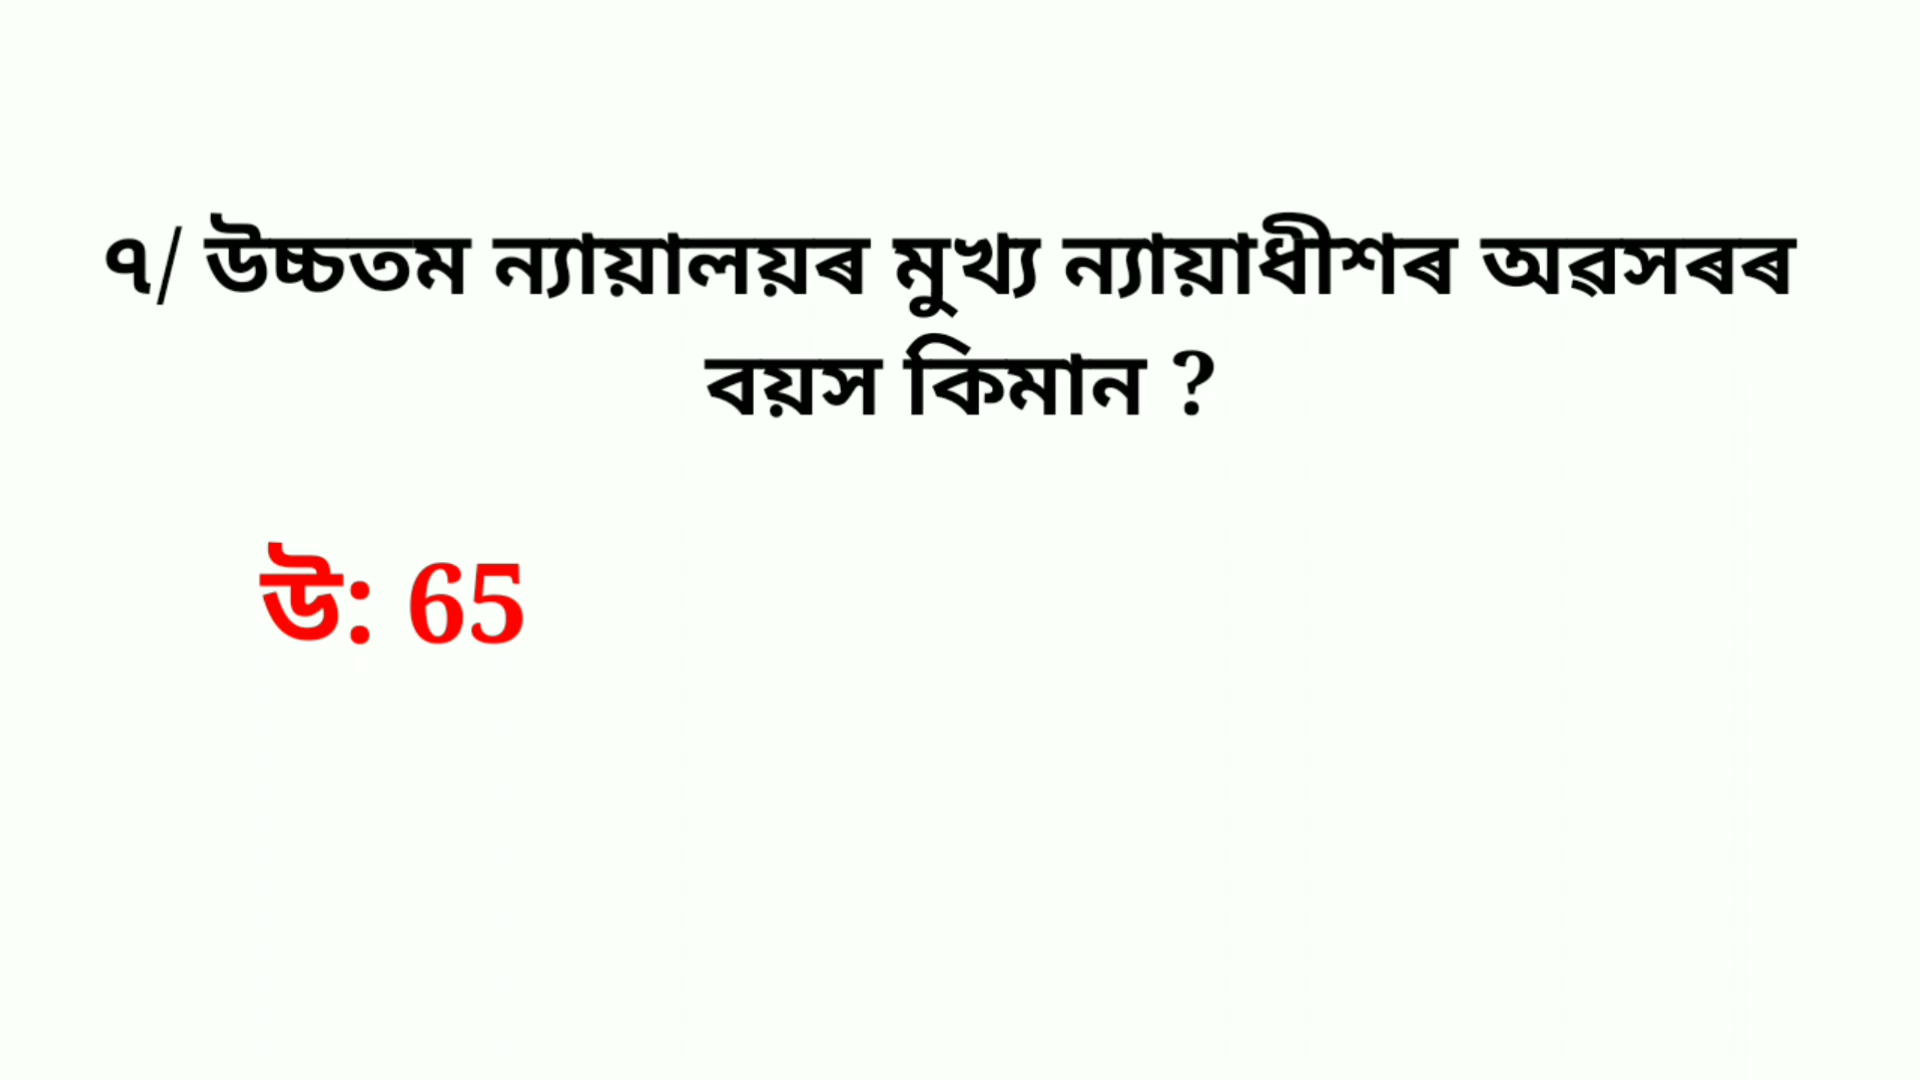 ৭/ উচ্চতম ন্যায়ালয়ৰ মুখ্য ন্যায়াধীশৰ অৱসৰৰ
বয়স কিমান ?
উ: 65